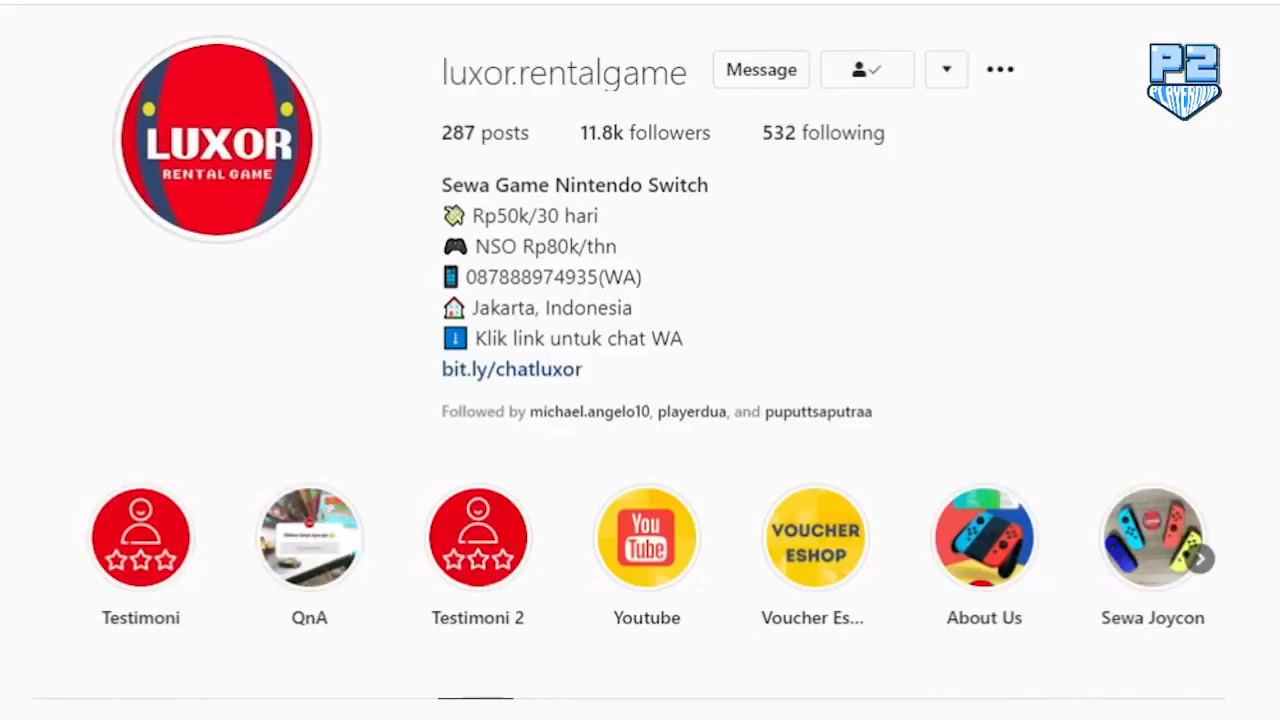 luxor.rentalgame
Message
P2
PLAYERDUA
LUXOR
RENTAL GAME
287 posts
11.8k followers
532 following
Sewa Game Nintendo Switch
Rp50k/30 hari
NSO Rp80k/thn
087888974935(WA)
Jakarta, Indonesia
Klik link untuk chat WA
bit.ly/chatluxor
Followed by michael.angelo10, playerdua, and puputtsaputraa
You
Tube
VOUCHER
ESHOP
Testimoni
QnA
Testimoni 2
Youtube
Voucher Es...
About Us
Sewa Joycon